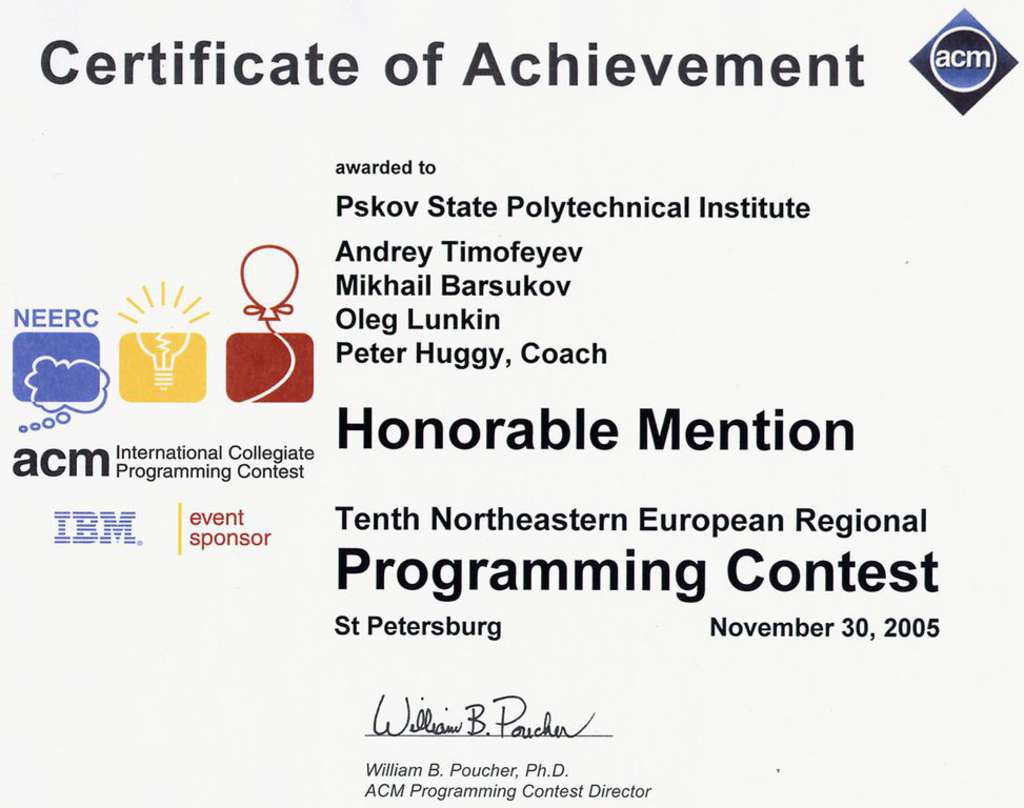 Certificate of Achievement
acm
awarded to
Pskov State Polytechnical Institute
Andrey Timofeyev
Mikhail Barsukov
Oleg Lunkin
Peter Huggy, Coach
NEERC
acm International Collegiate
Programming Contest
IBM®
event
sponsor
Honorable Mention
Tenth Northeastern European Regional
Programming Contest
St Petersburg November 30, 2005
William B. Poucher
William B. Poucher, Ph.D.
ACM Programming Contest Director